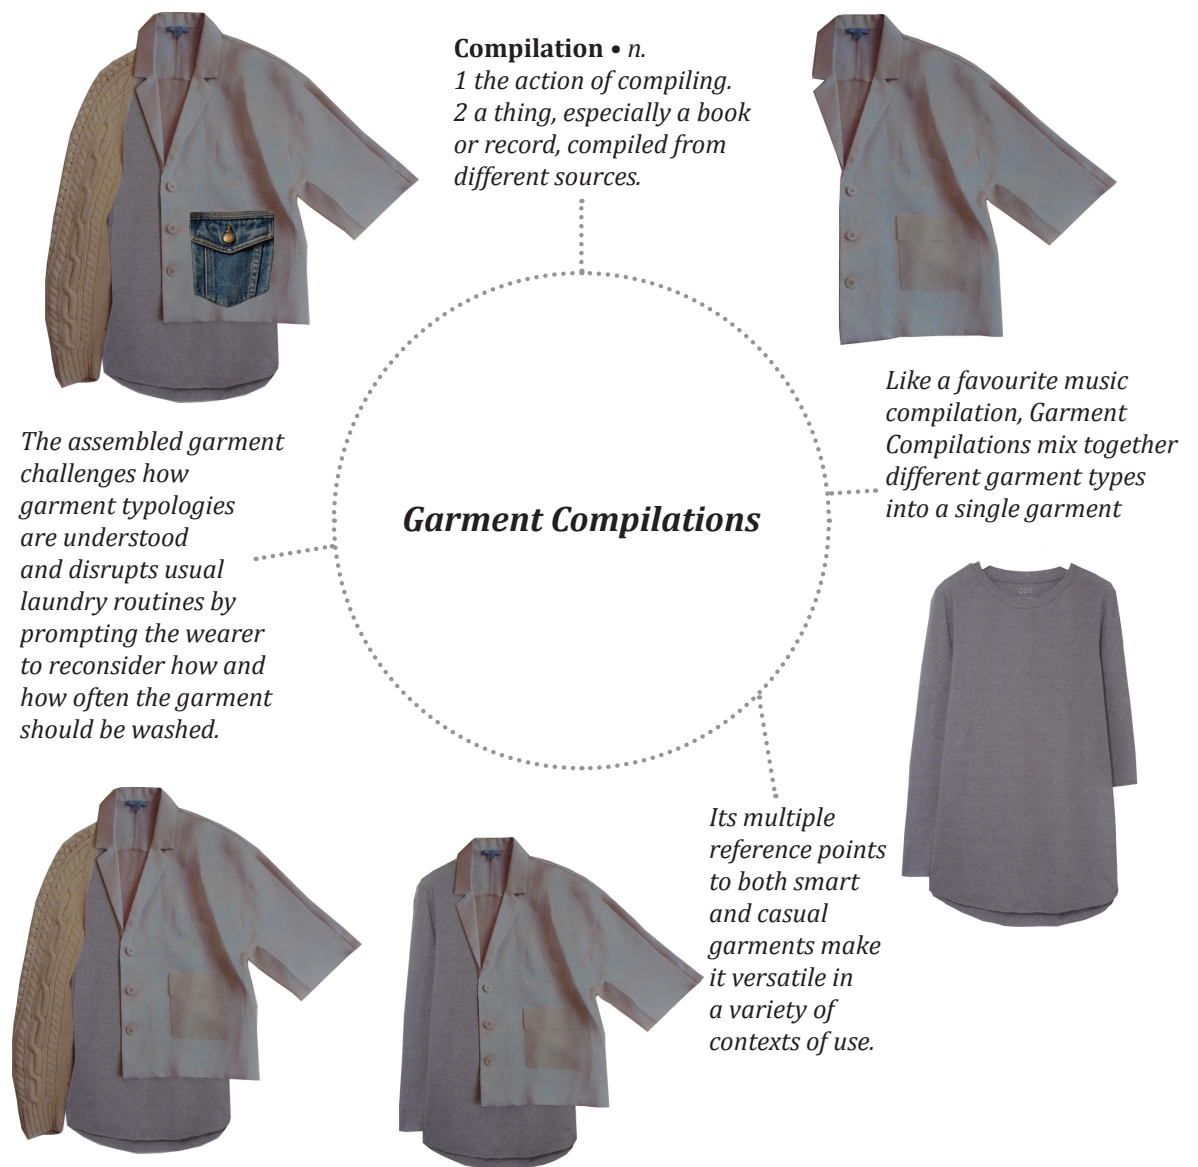 Compilation • n.
1 the action of compiling.
2 a thing, especially a book
or record, compiled from
different sources.
Like a favourite music
compilation, Garment
Compilations mix together
different garment types
into a single garment
Garment Compilations
The assembled garment
challenges how
garment typologies
are understood
and disrupts usual
laundry routines by
prompting the wearer
to reconsider how and
how often the garment
should be washed.
Its multiple
reference points
to both smart
and casual
garments make
it versatile in
a variety of
contexts of use.